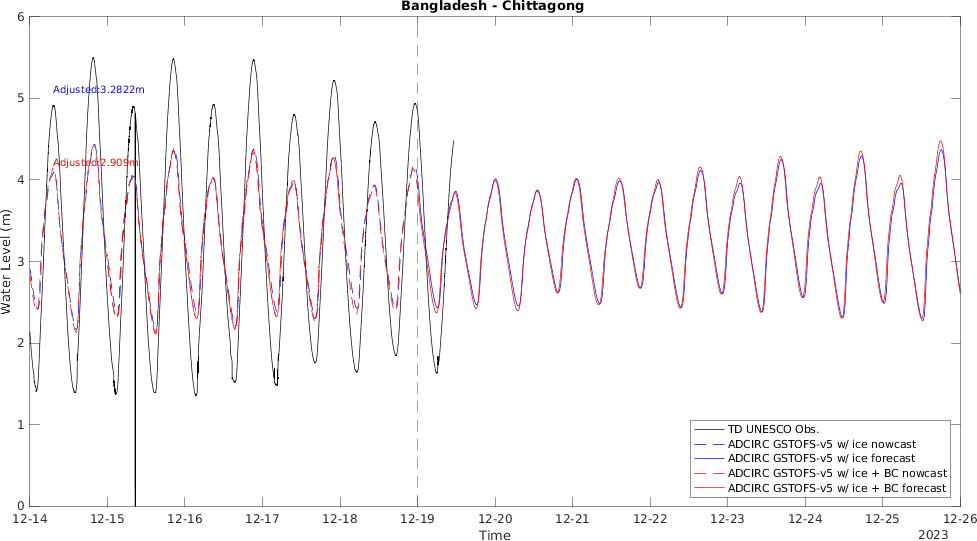 Bangladesh - Chittagong
6
5
4
3
2
1
0
Water Level (m)
Adjusted:3.2822m
Adjusted:2.909m
TD UNESCO Obs.
ADCIRC GSTOFS-v5 w/ ice nowcast
ADCIRC GSTOFS-v5 w/ ice forecast
ADCIRC GSTOFS-v5 w/ ice + BC nowcast
ADCIRC GSTOFS-v5 w/ ice + BC forecast
12-14 12-15 12-16 12-17 12-18 12-19 12-20 12-21 12-22 12-23 12-24 12-25 12-26
Time
2023